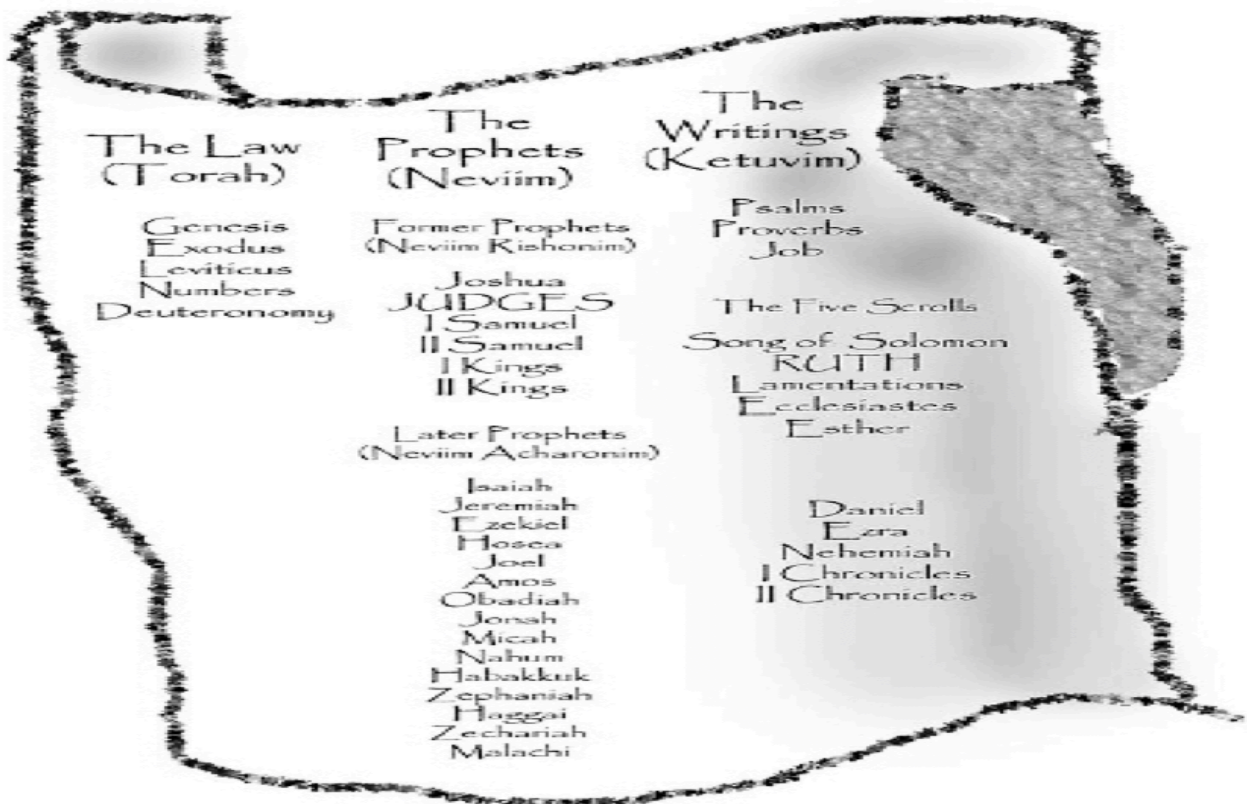 The Law
(Torah)
Genesis
Exodus
Leviticus
Numbers
Deuteronomy
The
Prophets
(Neviim)
Former Prophets
(Neviim Rishonim)
Joshua
JUDGES
I Samuel
II Samuel
I Kings
II Kings
Later Prophets
(Neviim Acharonim)
Isaiah
Jeremiah
Ezekiel
Hosea
Joel
Amos
Obadiah
Jonah
Micah
Nahum
Habakkuk
Zephaniah
Haggai
Zechariah
Malachi
The
Writings
(Ketuvim)
Psalms
Proverbs
Job
The Five Scrolls
Song of Solomon
RUTH
Lamentations
Ecclesiastes
Esther
Daniel
Ezra
Nehemiah
I Chronicles
II Chronicles